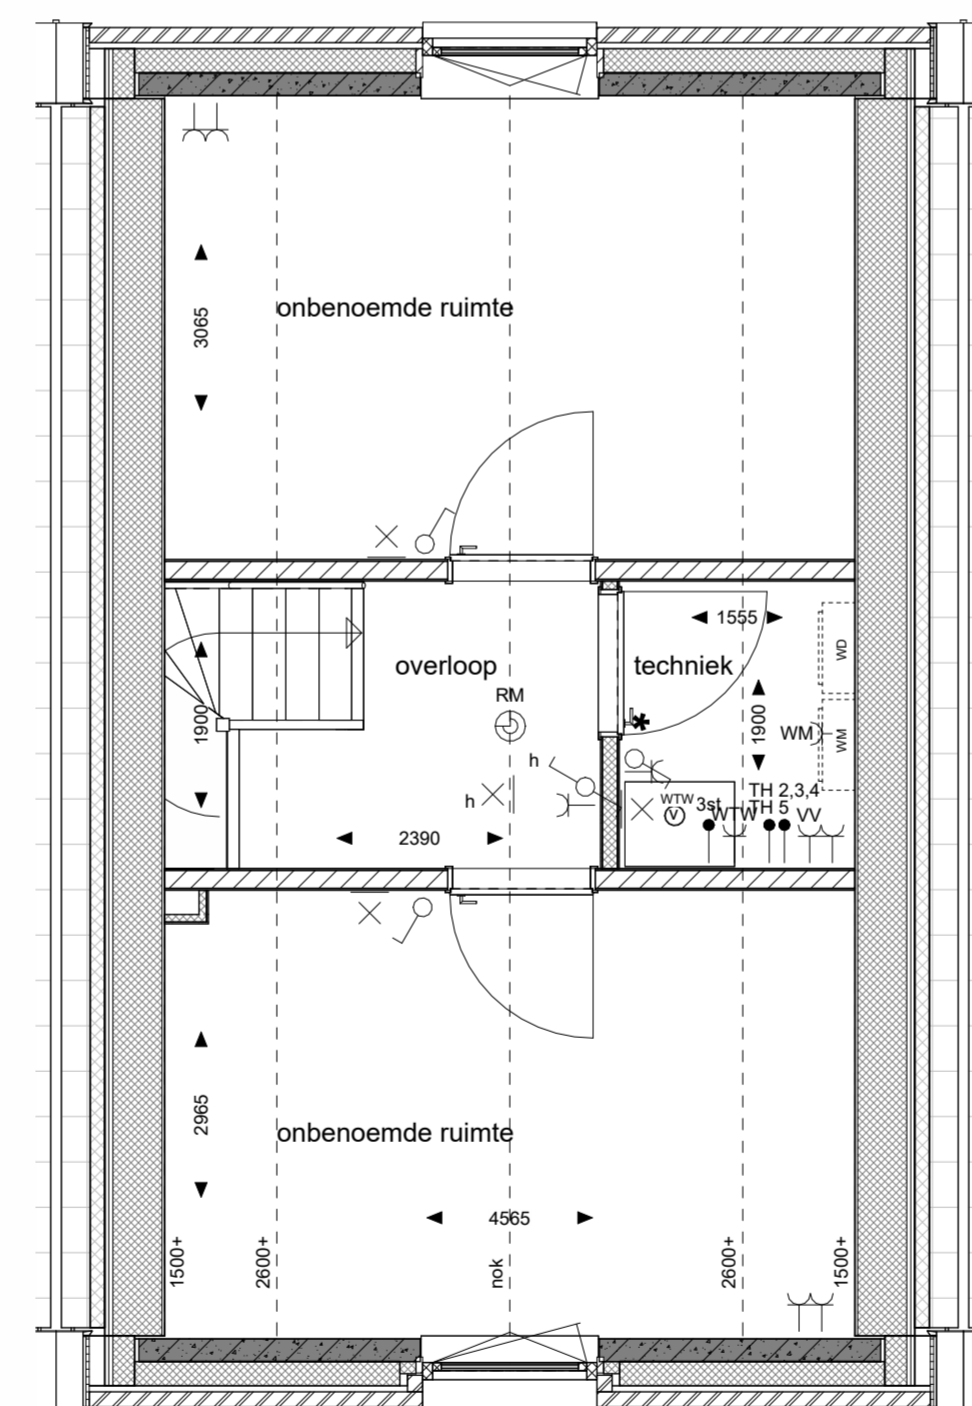 onbenoemde ruimte
3065
1555
overloop
techniek
WD
RM
1900
1900
WM
WM
h
h
WTW
V
3st
WTW
TH 2,3,4
TH 5
VV
2390
2965
onbenoemde ruimte
4565
1500+
2600+
nok
2600+
1500+